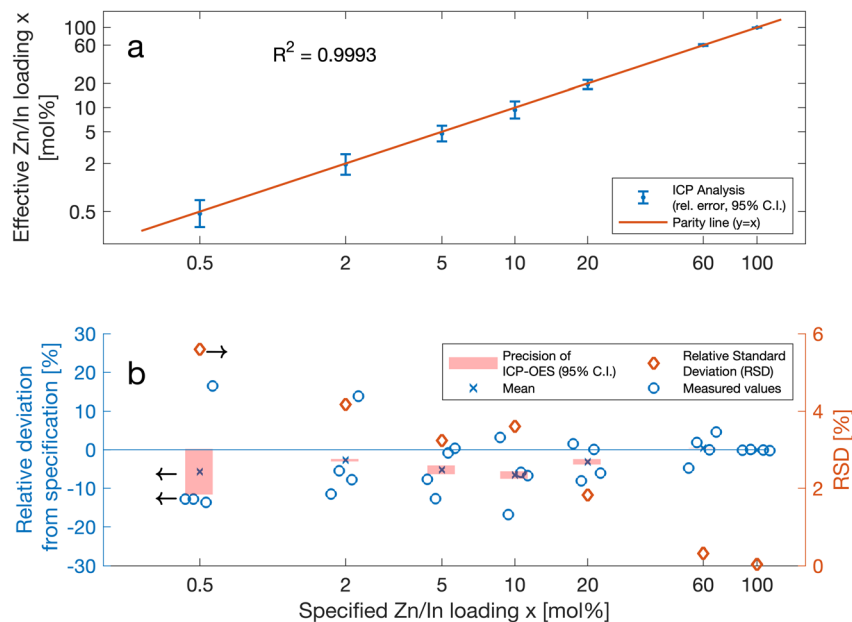 a
R² = 0.9993
Effective Zn/In loading x
[mol%]
100
60
20
10
5
2
0.5
ICP Analysis
(rel. error, 95% C.I.)
Parity line (y=x)
0.5 2 5 10 20 60 100
b
Relative deviation
from specification [%]
30
20
10
0
-10
-20
-30
Precision of
ICP-OES (95% C.I.)
Mean
Relative Standard
Deviation (RSD)
Measured values
6
4
2
0
RSD [%]
0.5 2 5 10 20 60 100
Specified Zn/In loading x [mol%]